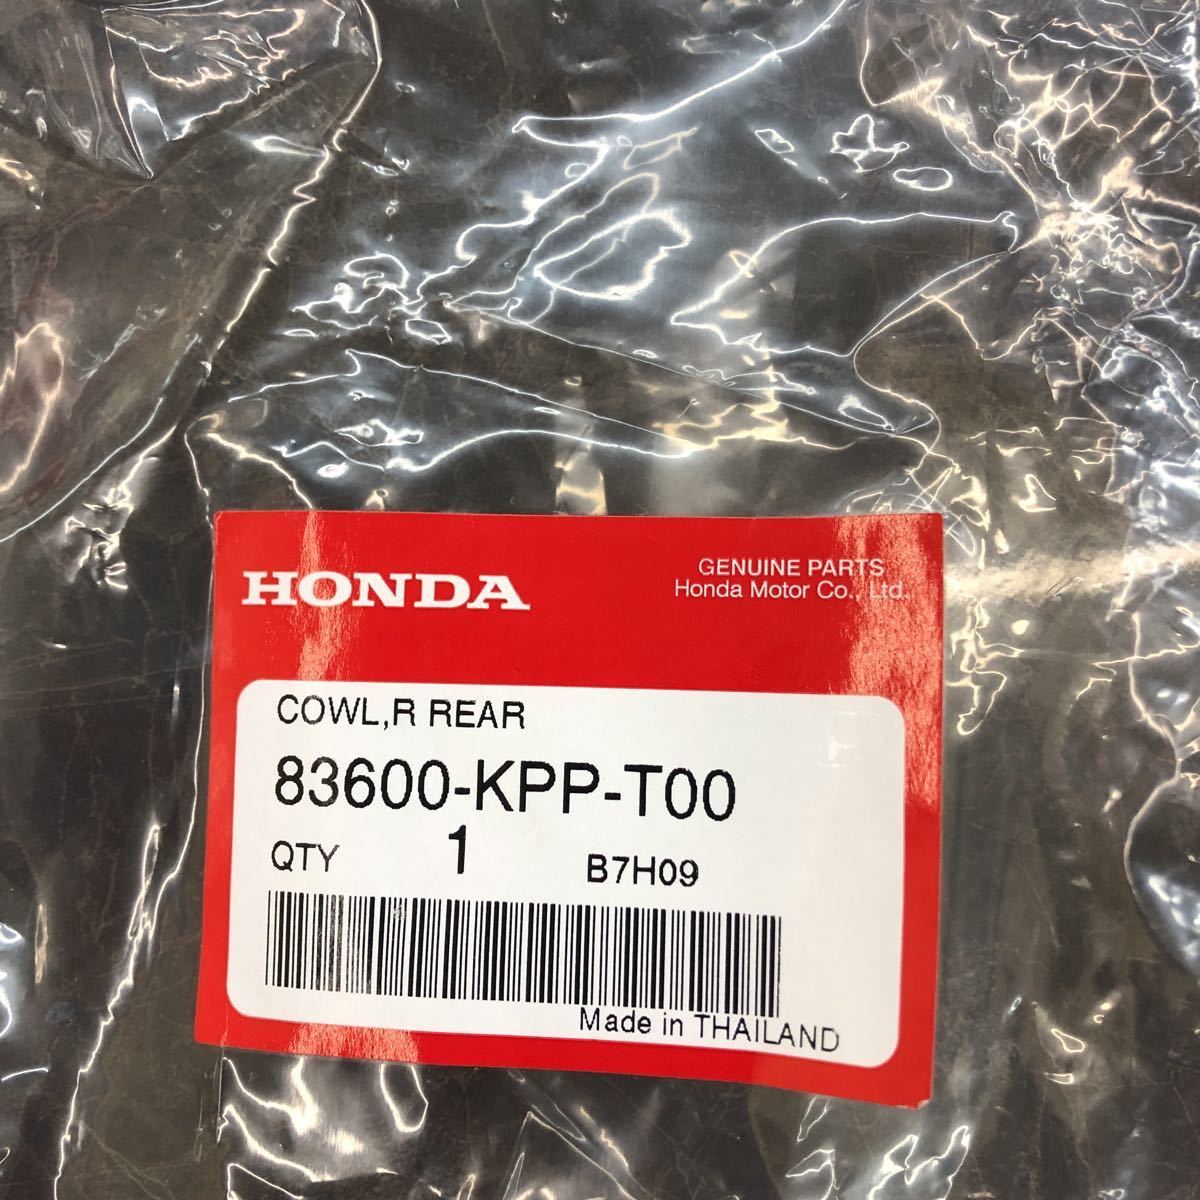 HONDA
GENUINE PARTS
Honda Motor Co., Ltd.
COWL,R REAR
83600-KPP-T00
QTY 1 B7H09
Made in THAILAND